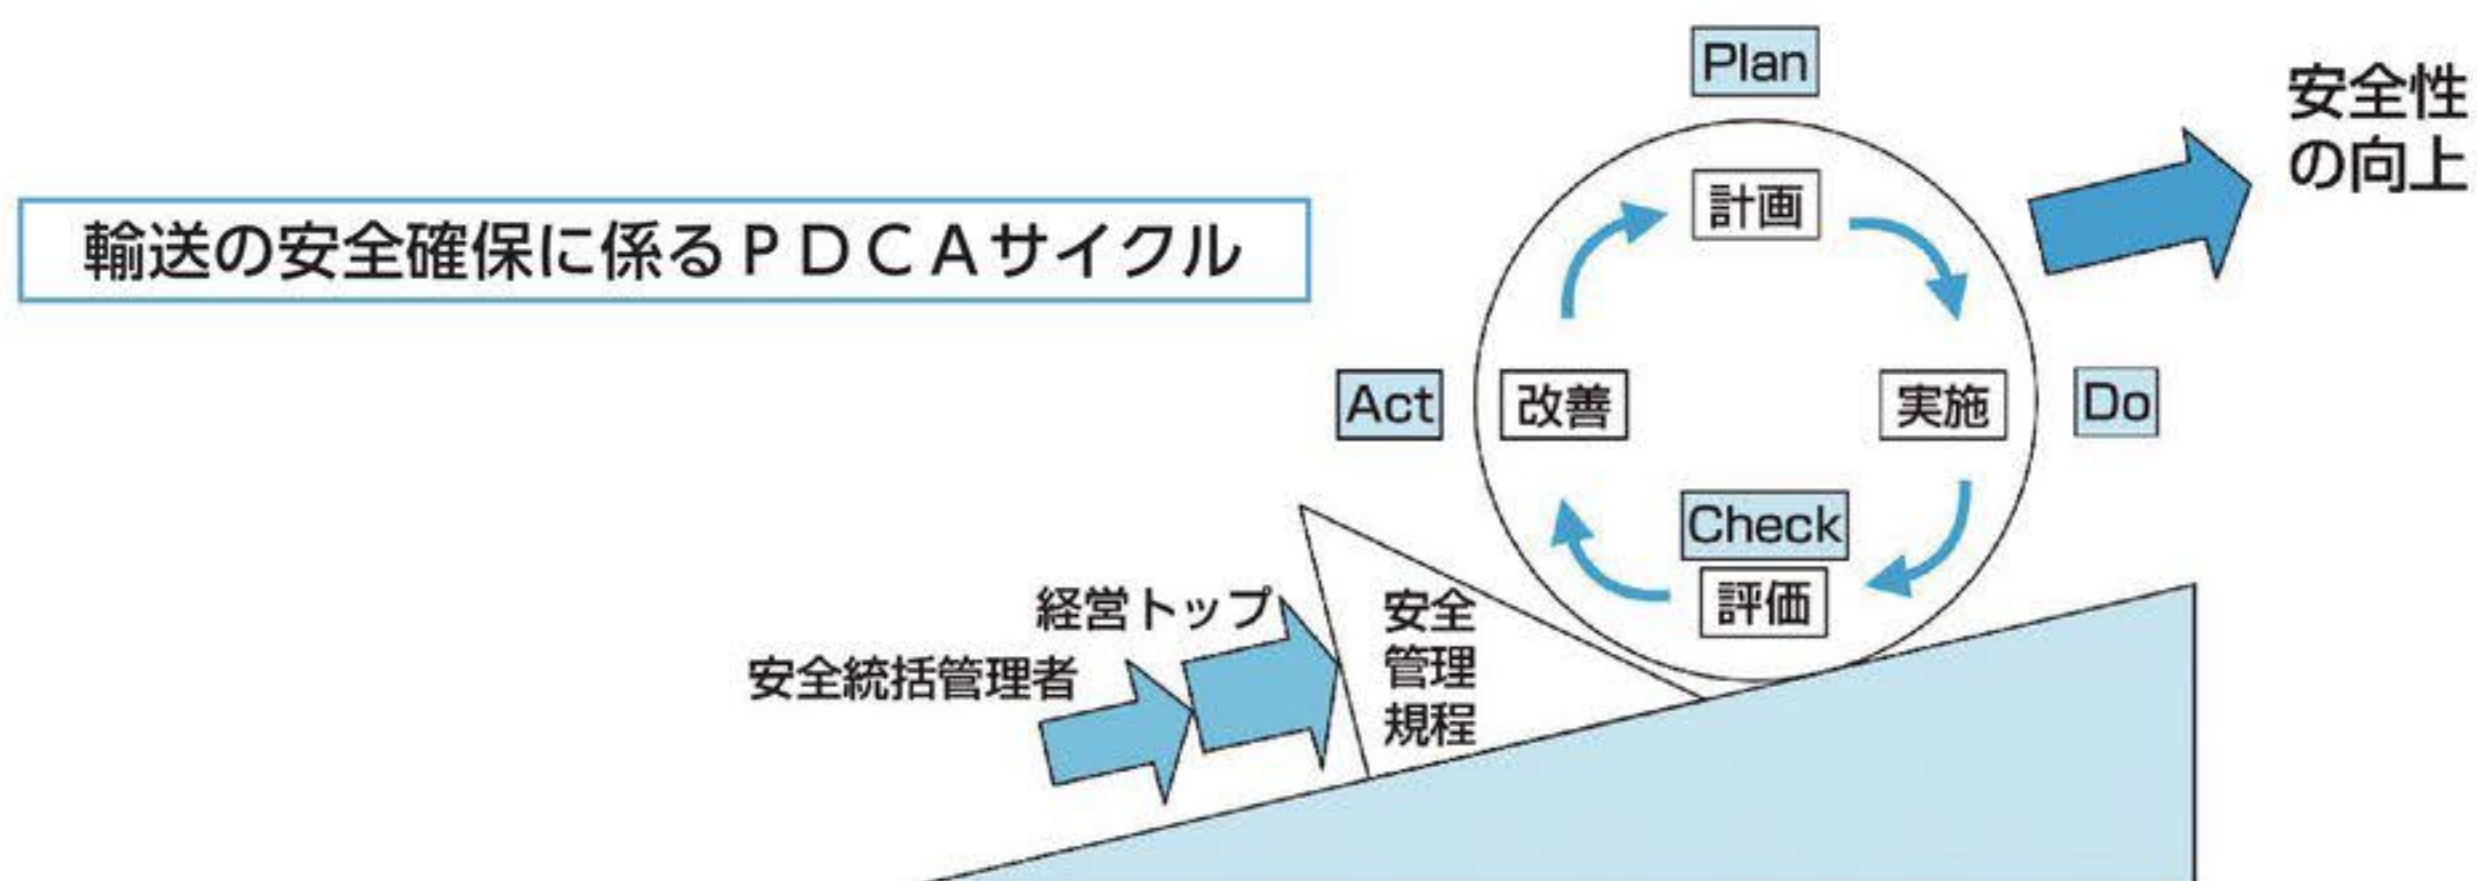 Plan
安全性
の向上
計画
輸送の安全確保に係るＰＤＣＡサイクル
Act
改善
実施
Do
Check
評価
経営トップ
安全統括管理者
安全
管理
規程